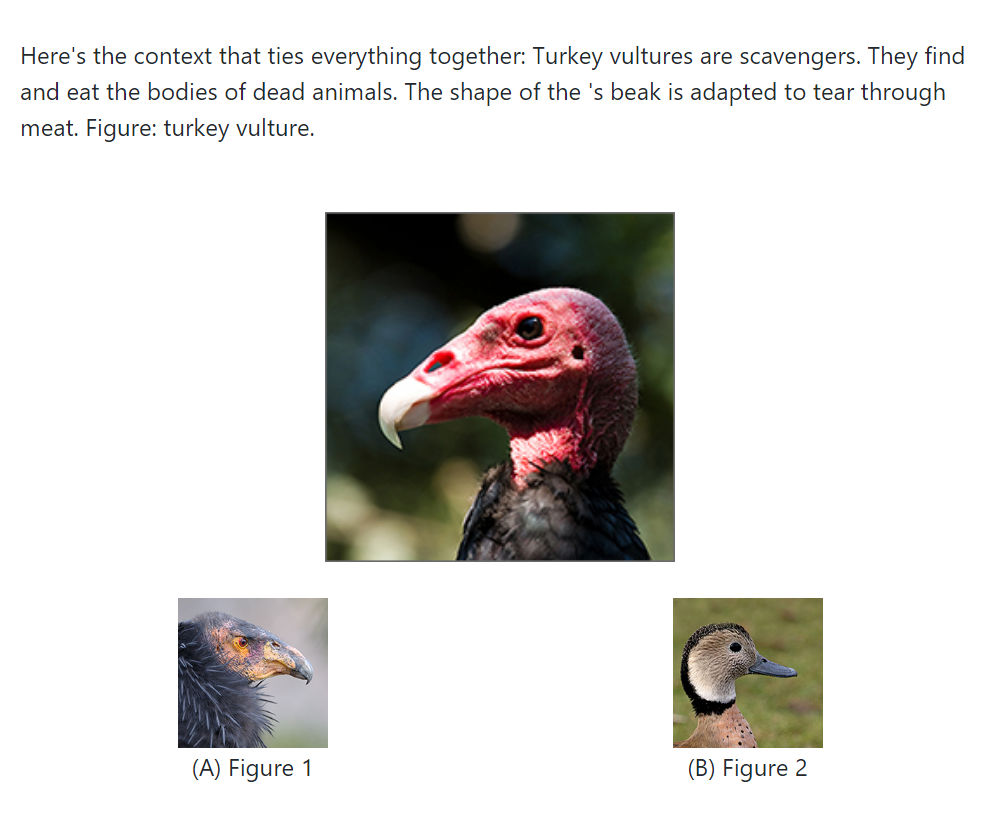 Here's the context that ties everything together: Turkey vultures are scavengers. They find
and eat the bodies of dead animals. The shape of the 's beak is adapted to tear through
meat. Figure: turkey vulture.
(A) Figure 1
(B) Figure 2